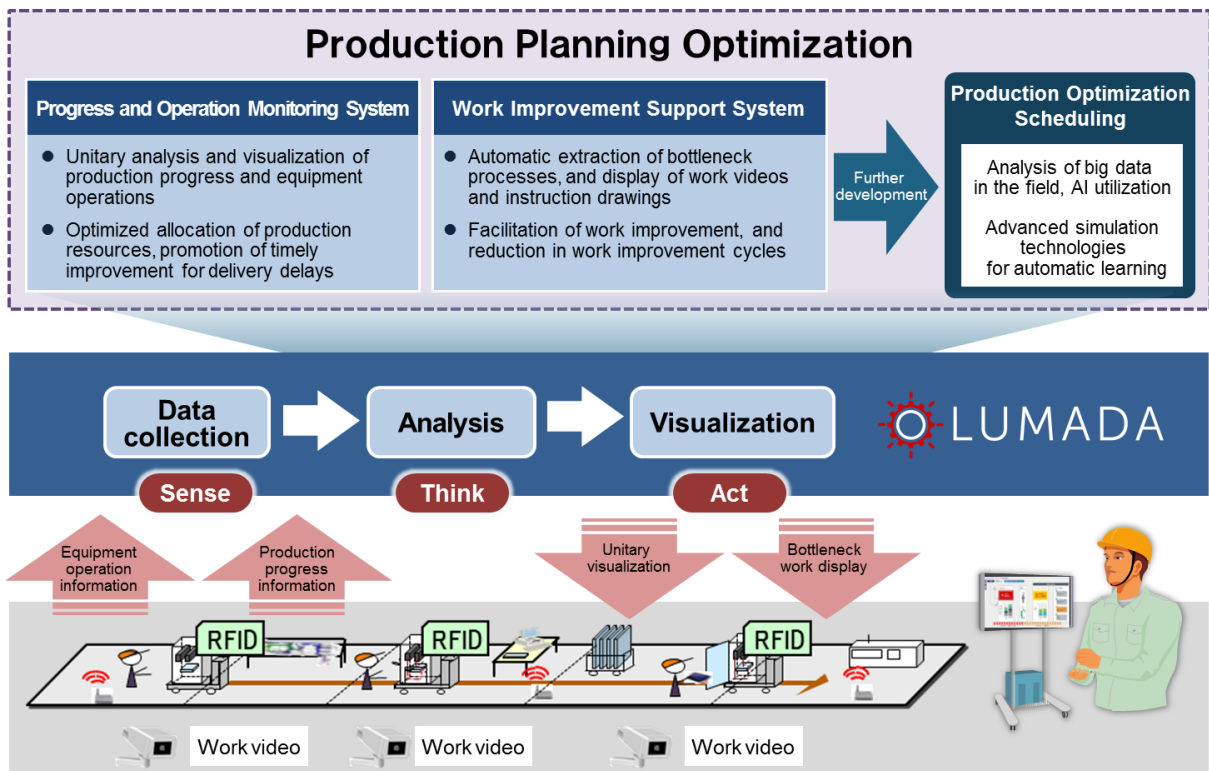 Production Planning Optimization
Progress and Operation Monitoring System
Unitary analysis and visualization of
production progress and equipment
operations
Optimized allocation of production
resources, promotion of timely
improvement for delivery delays
Work Improvement Support System
Automatic extraction of bottleneck
processes, and display of work videos
and instruction drawings
Facilitation of work improvement, and
reduction in work improvement cycles
Further
development
Production Optimization
Scheduling
Analysis of big data
in the field, AI utilization
Advanced simulation
technologies
for automatic learning
Data
collection
Analysis
Visualization
LUMADA
Sense
Think
Act
Equipment
operation
information
Production
progress
information
Unitary
visualization
Bottleneck
work display
RFID
RFID
RFID
Work video
Work video
Work video